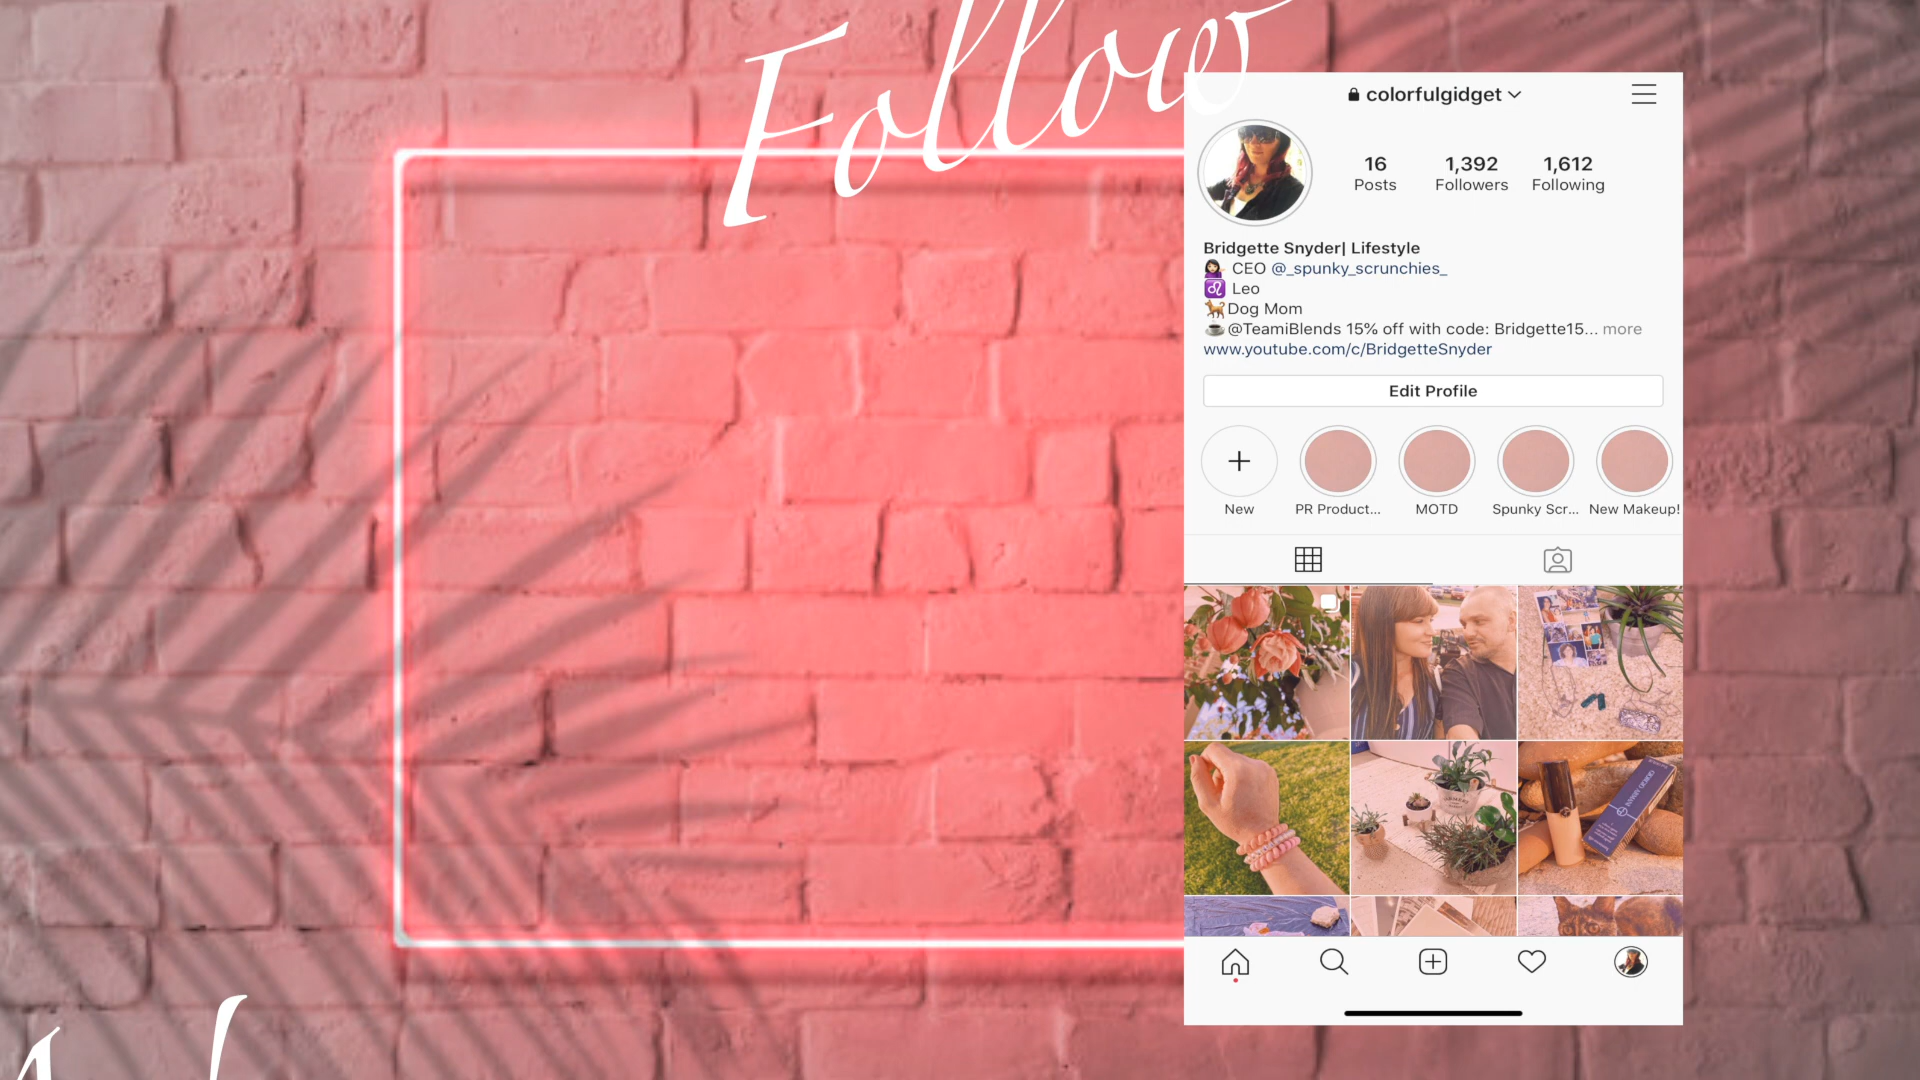 Follow
colorfulgidget
16
1,392
1,612
Posts
Followers
Following
Bridgette Snyder| Lifestyle
CEO @_spunky_scrunchies_
Leo
Dog Mom
@TeamiBlends 15% off with code: Bridgette15... more
www.youtube.com/c/BridgetteSnyder
Edit Profile
New
PR Product...
MOTD
Spunky Scr...
New Makeup!
GIORGIO ARMANI